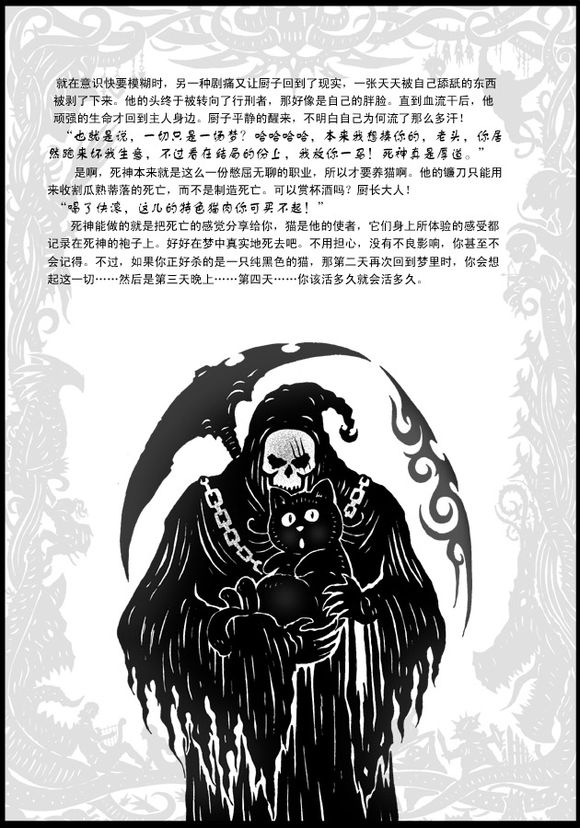 就在意识快要模糊时，另一种剧痛又让厨子回到了现实，一张天天被自己舔舐的东西
被剥了下来。他的头终于被转向了行刑者，那好像是自己的胖脸。直到血流干后，他
顽强的生命才回到主人身边。厨子平静的醒来，不明白自己为何流了那么多汗！
“也就是说，一切只是一场梦？哈哈哈哈，本来我想揍你的，老头，你居
然跑来坏我生意，不过看在结局的份上，我放你一马！死神真是厚道。”
是啊，死神本来就是这么一份憋屈无聊的职业，所以才要养猫啊。他的镰刀只能用
来收割瓜熟蒂落的死亡，而不是制造死亡。可以赏杯酒吗？厨长大人！
“喝了快滚，这儿的特色猫肉你可买不起！”
死神能做的就是把死亡的感觉分享给你，猫是他的使者，它们身上所体验的感受都
记录在死神的袍子上。好好在梦中真实地死去吧。不用担心，没有不良影响，你甚至不
会记得。不过，如果你正好杀的是一只纯黑色的猫，那第二天再次回到梦里时，你会想
起这一切……然后是第三天晚上……第四天……你该活多久就会活多久。